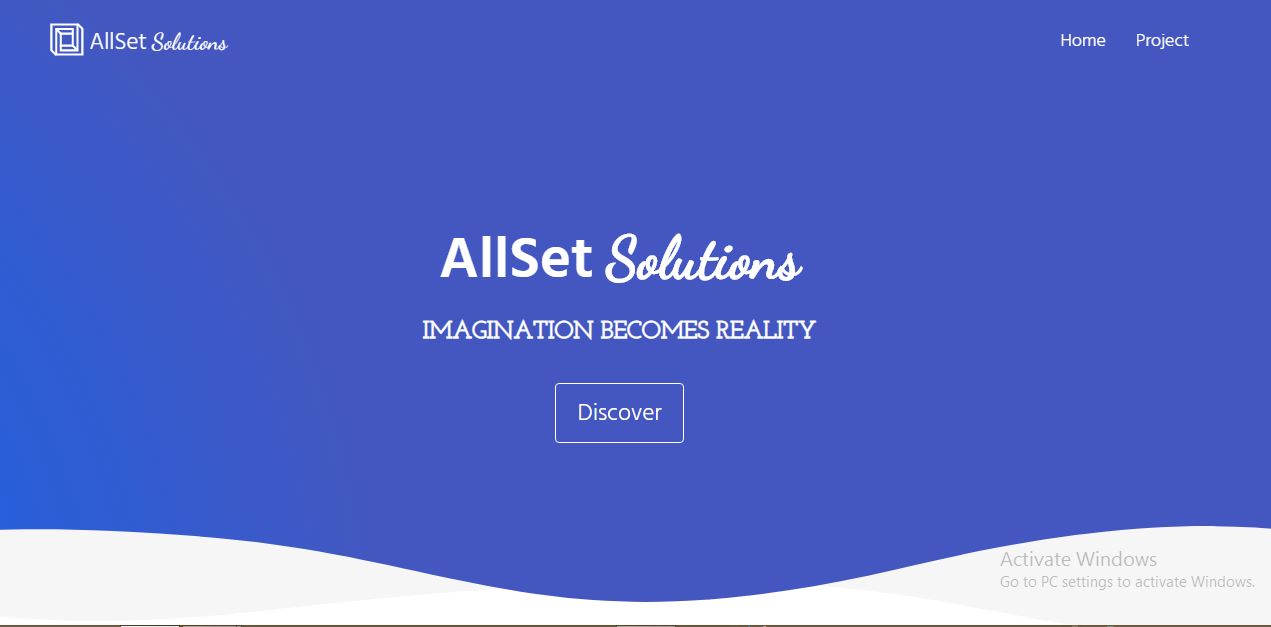 AllSet Solutions
Home Project
AllSet Solutions
IMAGINATION BECOMES REALITY
Discover
Activate Windows
Go to PC settings to activate Windows.